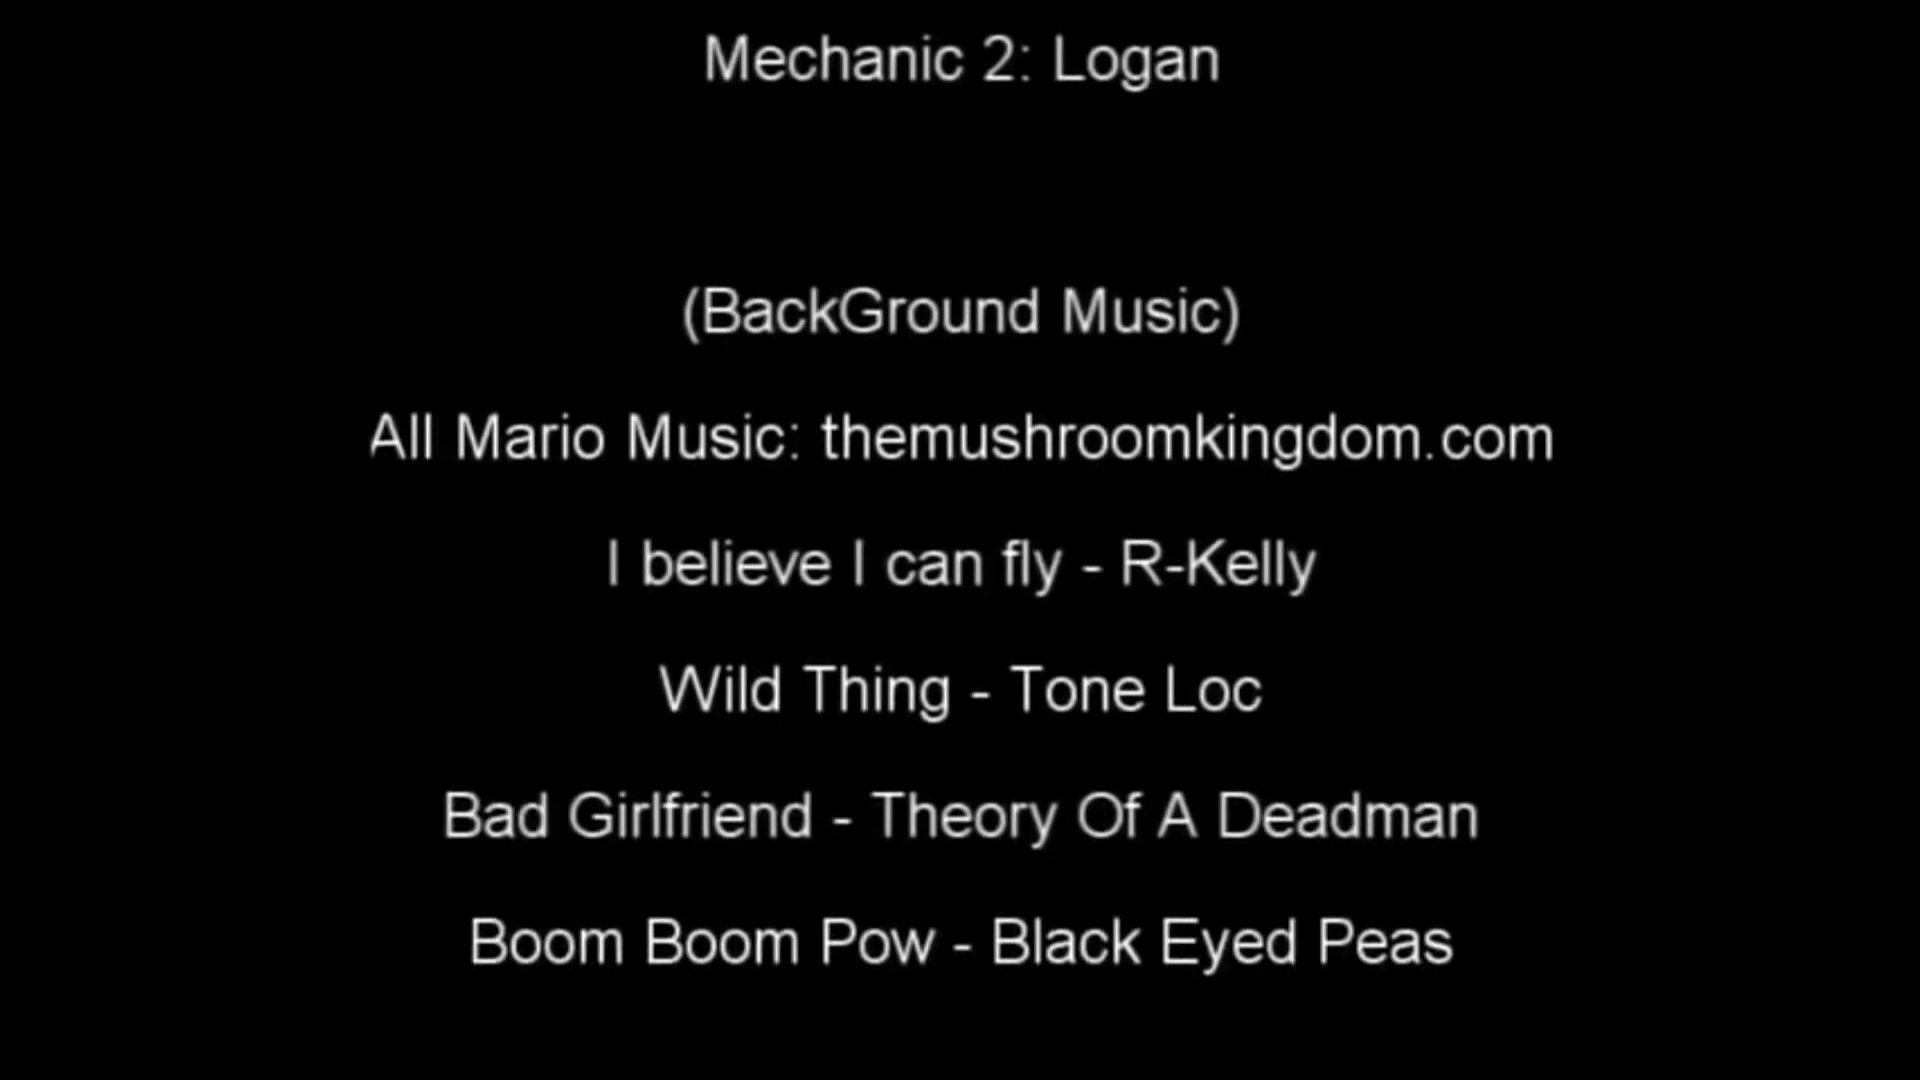 Mechanic 2: Logan
(BackGround Music)
All Mario Music: themushroomkingdom.com
I believe I can fly - R-Kelly
Wild Thing - Tone Loc
Bad Girlfriend - Theory Of A Deadman
Boom Boom Pow - Black Eyed Peas